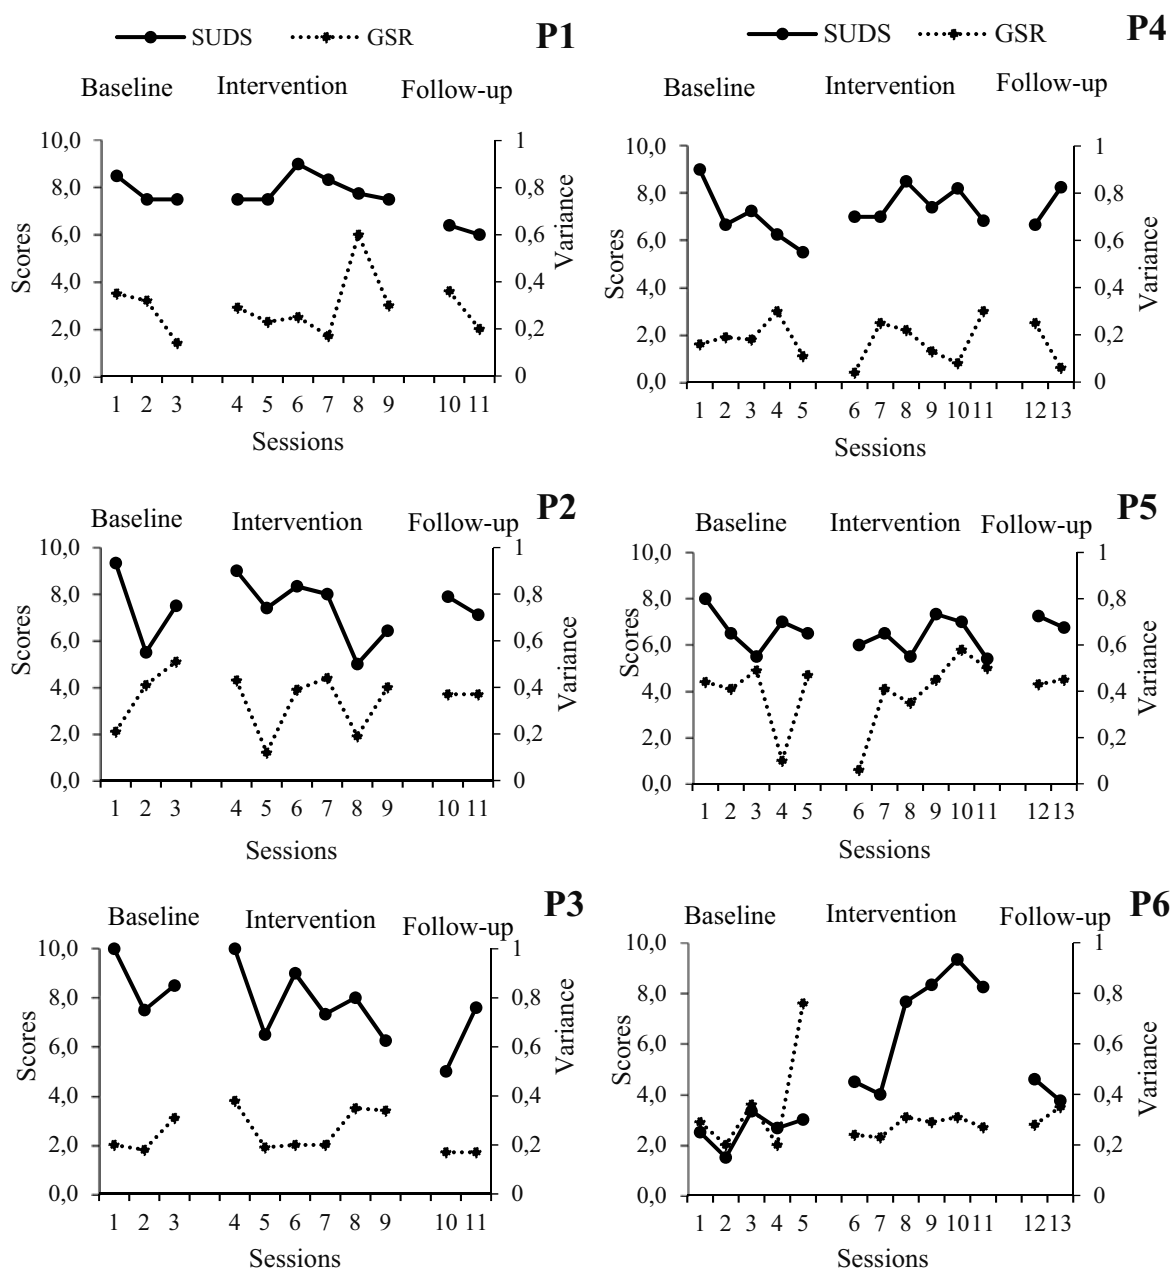 SUDS GSR P1
Baseline Intervention Follow-up
10,0 1
8,0 0,8
6,0 0,6
4,0 0,4
2,0 0,2
0,0 0
Scores
Variance
1 2 3 4 5 6 7 8 9 10 11
Sessions
SUDS GSR P4
Baseline Intervention Follow-up
10,0 1
8,0 0,8
6,0 0,6
4,0 0,4
2,0 0,2
0,0 0
Scores
Variance
1 2 3 4 5 6 7 8 9 10 11 12 13
Sessions
P2
Baseline Intervention Follow-up
10,0 1
8,0 0,8
6,0 0,6
4,0 0,4
2,0 0,2
0,0 0
Scores
Variance
1 2 3 4 5 6 7 8 9 10 11
Sessions
P5
Baseline Intervention Follow-up
10,0 1
8,0 0,8
6,0 0,6
4,0 0,4
2,0 0,2
0,0 0
Scores
Variance
1 2 3 4 5 6 7 8 9 10 11 12 13
Sessions
P3
Baseline Intervention Follow-up
10,0 1
8,0 0,8
6,0 0,6
4,0 0,4
2,0 0,2
0,0 0
Scores
Variance
1 2 3 4 5 6 7 8 9 10 11
Sessions
P6
Baseline Intervention Follow-up
10,0 1
8,0 0,8
6,0 0,6
4,0 0,4
2,0 0,2
0,0 0
Scores
Variance
1 2 3 4 5 6 7 8 9 10 11 12 13
Sessions